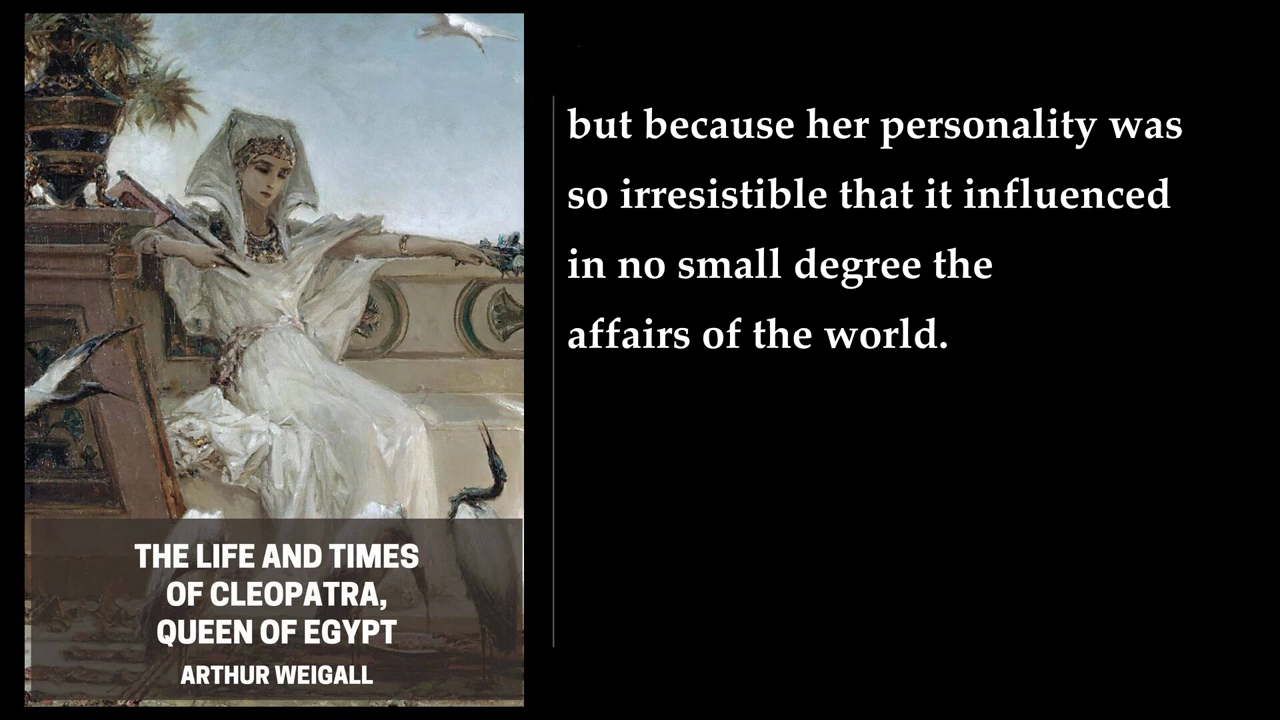 THE LIFE AND TIMES
OF CLEOPATRA,
QUEEN OF EGYPT
ARTHUR WEIGALL
but because her personality was
so irresistible that it influenced
in no small degree the
affairs of the world.